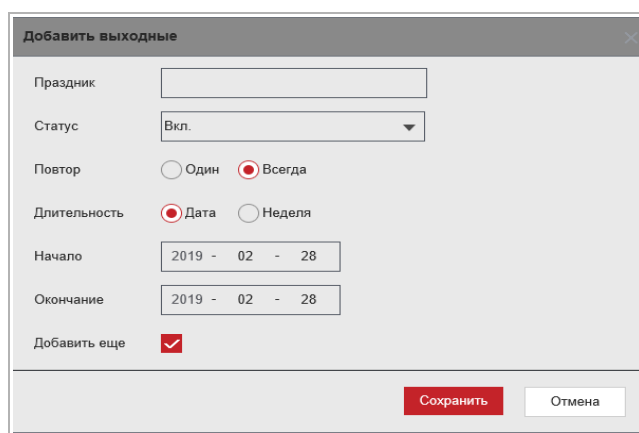 Добавить выходные
Праздник
Статус Вкл.
Повтор Один Всегда
Длительность Дата Неделя
Начало 2019 - 02 - 28
Окончание 2019 - 02 - 28
Добавить еще
Сохранить Отмена